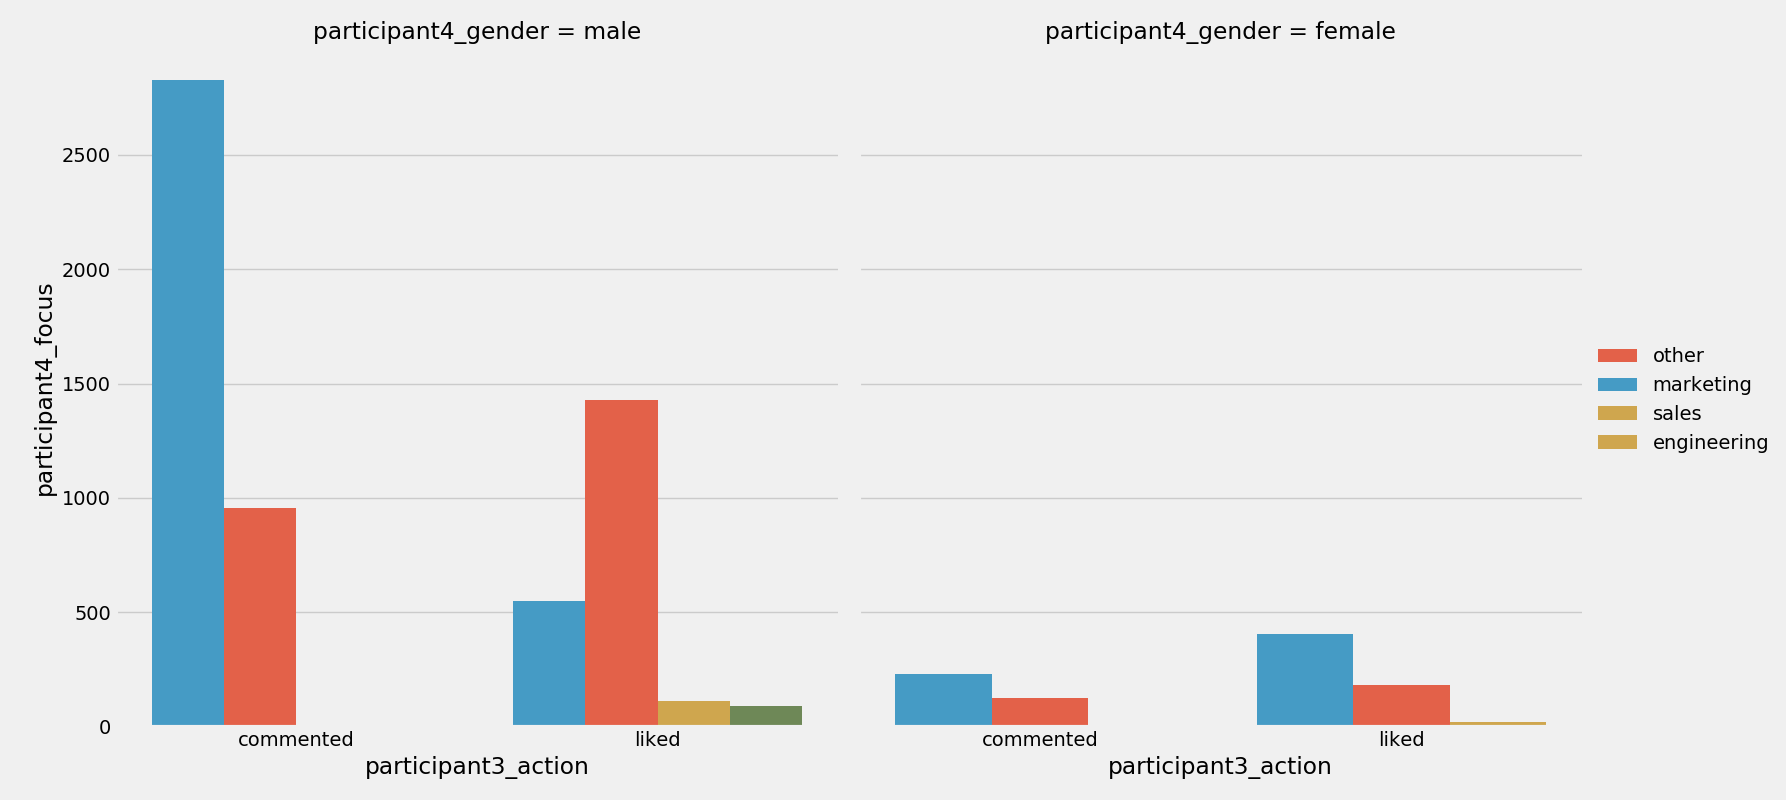 participant4_gender = male
participant4_gender = female
participant4_focus
2500
2000
1500
1000
500
0
commented
liked
commented
liked
participant3_action
participant3_action
other
marketing
sales
engineering